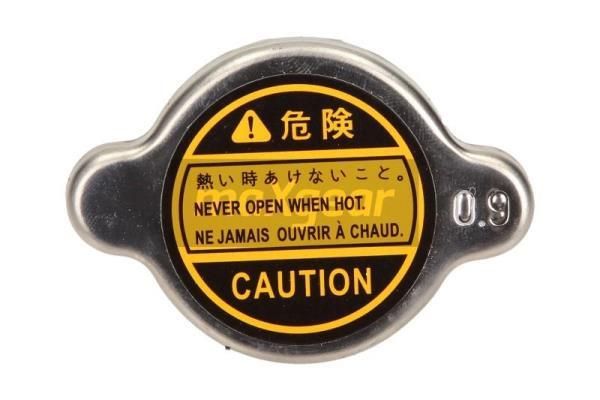 危険
熱い時あけないこと。
maxgear
NEVER OPEN WHEN HOT.
NE JAMAIS OUVRIR À CHAUD.
CAUTION
0.9